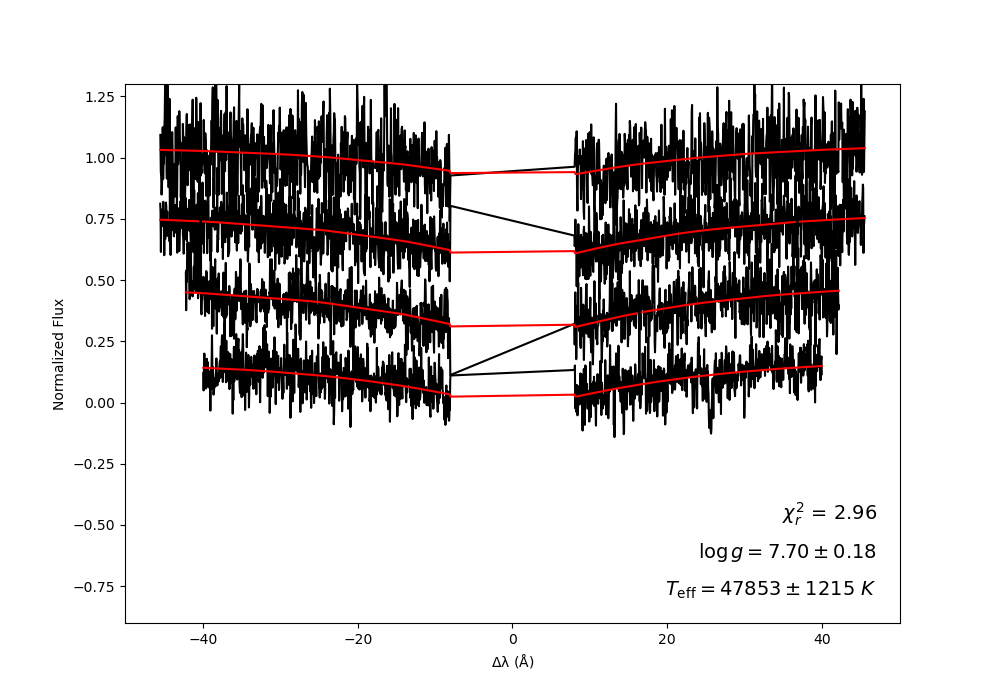 1.25
1.00
0.75
0.50
0.25
0.00
−0.25
−0.50
−0.75
Normalized Flux
χ²ᵣ = 2.96
log g = 7.70 ± 0.18
T_eff = 47853 ± 1215 K
−40 −20 0 20 40
Δλ (Å)